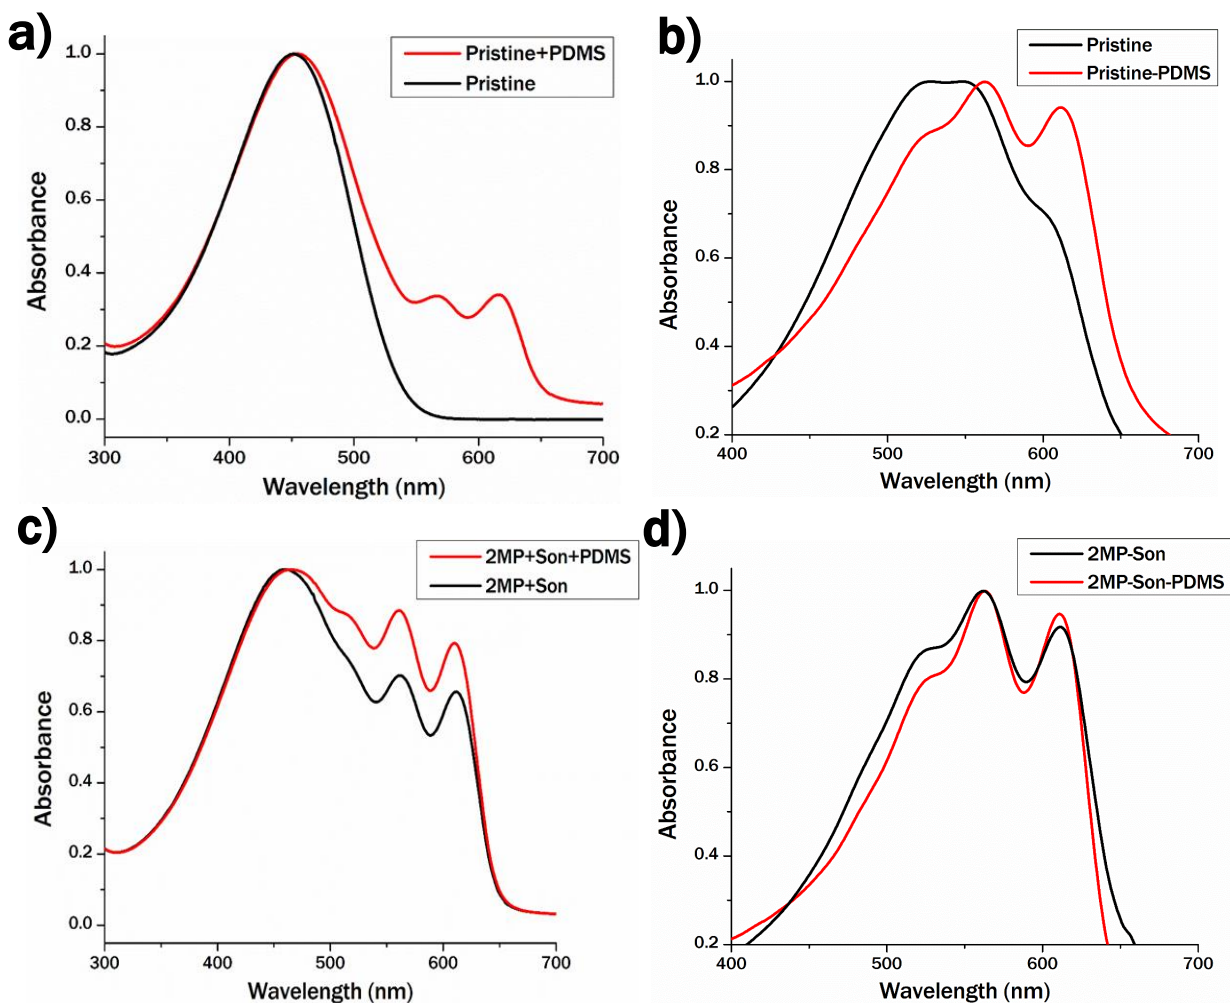 a)
Pristine+PDMS
Pristine
1.0
0.8
0.6
0.4
0.2
0.0
Absorbance
300 400 500 600 700
Wavelength (nm)
b)
Pristine
Pristine-PDMS
1.0
0.8
0.6
0.4
0.2
Absorbance
400 500 600 700
Wavelength (nm)
c)
2MP+Son+PDMS
2MP+Son
1.0
0.8
0.6
0.4
0.2
0.0
Absorbance
300 400 500 600 700
Wavelength (nm)
d)
2MP-Son
2MP-Son-PDMS
1.0
0.8
0.6
0.4
0.2
Absorbance
400 500 600 700
Wavelength (nm)